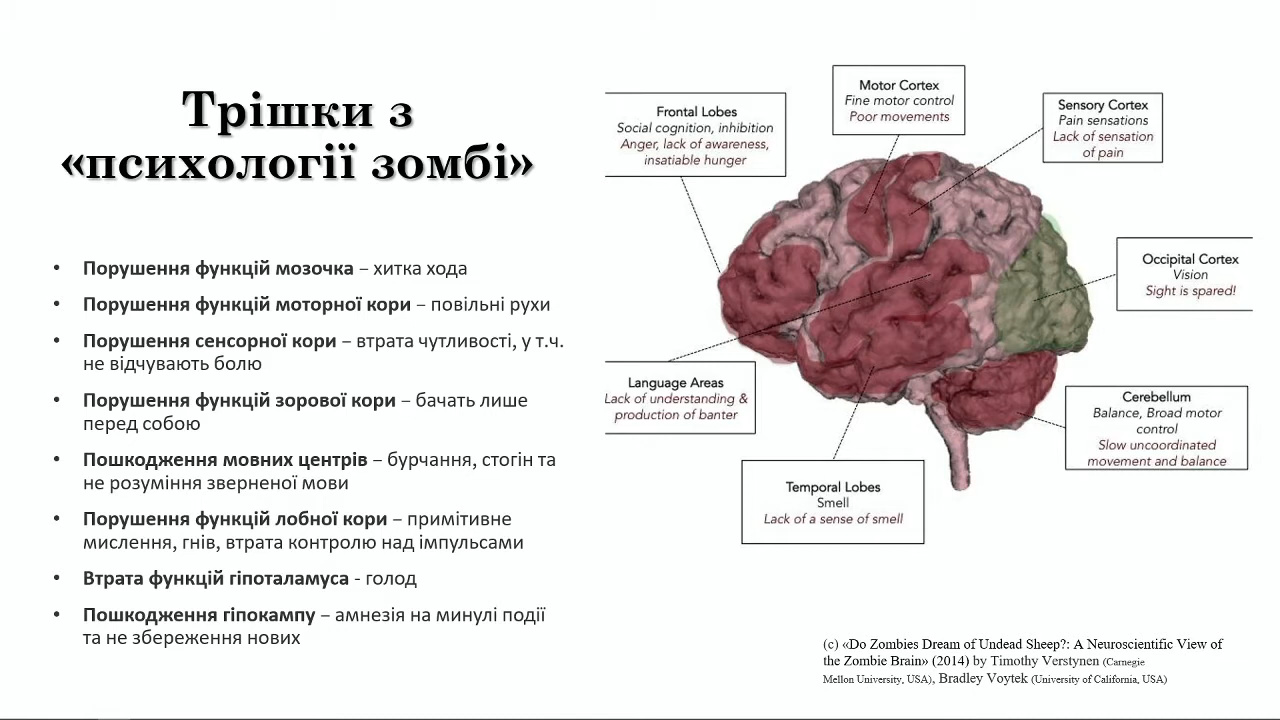 Трішки з
«психології зомбі»
• Порушення функцій мозочка – хитка хода
• Порушення функцій моторної кори – повільні рухи
• Порушення сенсорної кори – втрата чутливості, у т.ч.
не відчувають болю
• Порушення функцій зорової кори – бачать лише
перед собою
• Пошкодження мовних центрів – бурчання, стогін та
не розуміння зверненої мови
• Порушення функцій лобної кори – примітивне
мислення, гнів, втрата контролю над імпульсами
• Втрата функцій гіпоталамуса - голод
• Пошкодження гіпокампу – амнезія на минулі події
та не збереження нових
Frontal Lobes
Social cognition, inhibition
Anger, lack of awareness,
insatiable hunger
Motor Cortex
Fine motor control
Poor movements
Sensory Cortex
Pain sensations
Lack of sensation
of pain
Occipital Cortex
Vision
Sight is spared!
Language Areas
Lack of understanding &
production of banter
Cerebellum
Balance, Broad motor
control
Slow uncoordinated
movement and balance
Temporal Lobes
Smell
Lack of a sense of smell
(c) «Do Zombies Dream of Undead Sheep?: A Neuroscientific View of
the Zombie Brain» (2014) by Timothy Verstynen (Carnegie
Mellon University, USA), Bradley Voytek (University of California, USA)